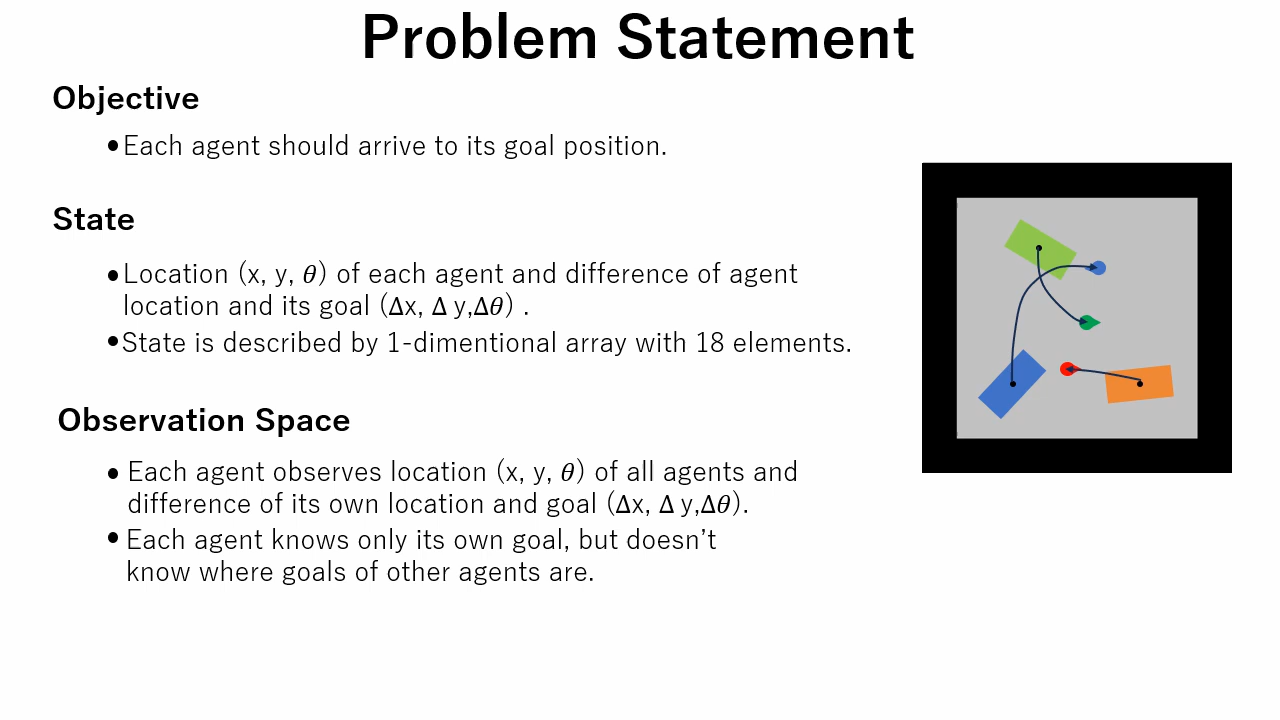 Problem Statement
Objective
•Each agent should arrive to its goal position.
State
•Location (x, y, θ) of each agent and difference of agent
location and its goal (Δx, Δ y,Δθ) .
•State is described by 1-dimentional array with 18 elements.
Observation Space
• Each agent observes location (x, y, θ) of all agents and
difference of its own location and goal (Δx, Δ y,Δθ).
• Each agent knows only its own goal, but doesn’t
know where goals of other agents are.